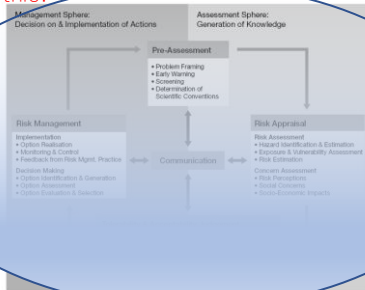 Management Sphere:
Decision on & Implementation of Actions
Assessment Sphere:
Generation of Knowledge
Pre-Assessment
• Problem Framing
• Early Warning
• Screening
• Determination of
Scientific Conventions
Risk Management
Implementation
• Option Realisation
• Monitoring & Control
• Feedback from Risk Mgmt. Practice
Decision Making
• Option Identification & Generation
• Option Assessment
• Option Evaluation & Selection
Communication
Risk Appraisal
Risk Assessment
• Hazard Identification & Estimation
• Exposure & Vulnerability Assessment
• Risk Estimation
Concern Assessment
• Risk Perceptions
• Social Concerns
• Socio-Economic Impacts